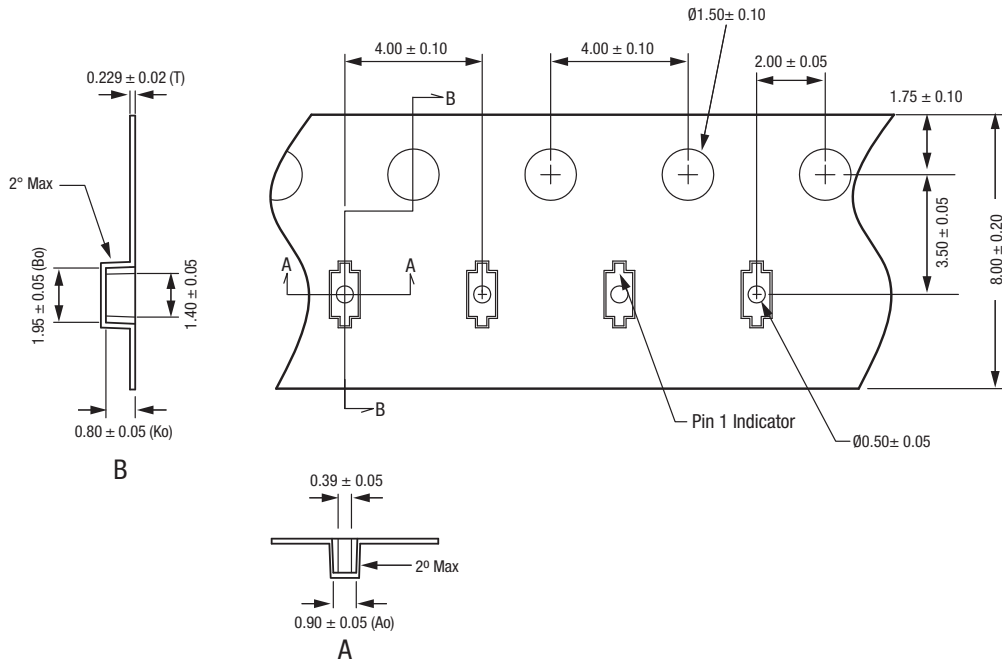 Ø1.50± 0.10
4.00 ± 0.10
4.00 ± 0.10
2.00 ± 0.05
0.229 ± 0.02 (T)
B
1.75 ± 0.10
2° Max
A
A
3.50 ± 0.05
8.00 ± 0.20
1.95 ± 0.05 (Bo)
1.40 ± 0.05
B
Pin 1 Indicator
0.80 ± 0.05 (Ko)
Ø0.50± 0.05
B
0.39 ± 0.05
2º Max
0.90 ± 0.05 (Ao)
A